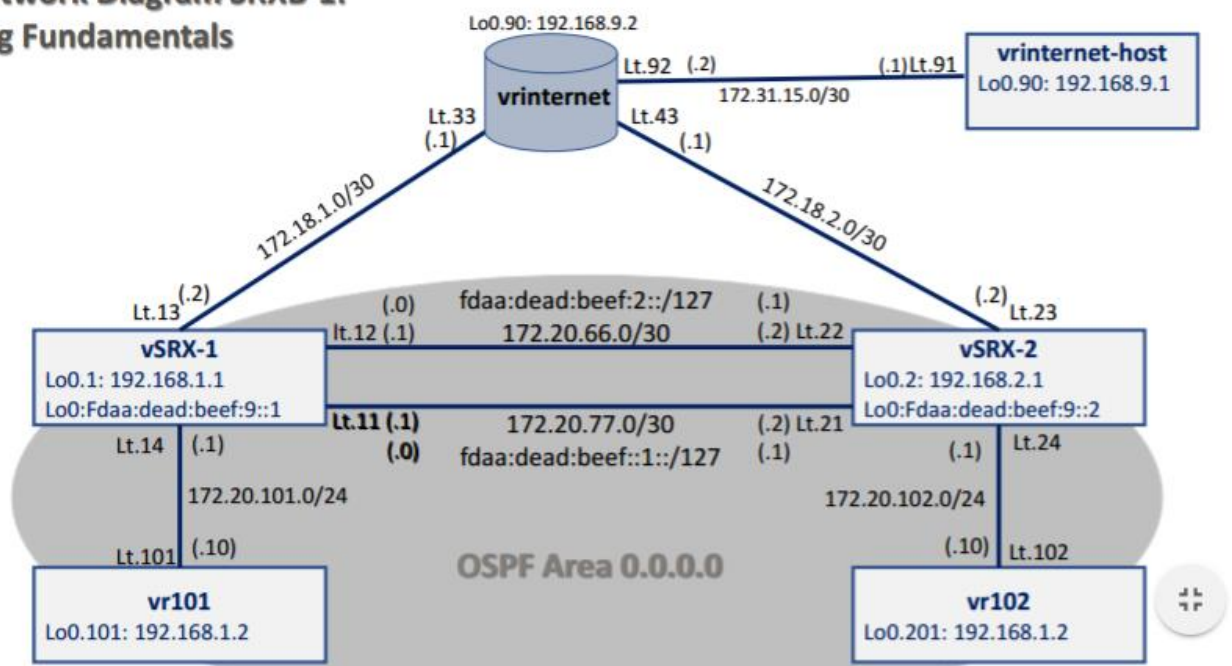 Diagram SRXB-1:
g Fundamentals
Lo0.90: 192.168.9.2
vrinternet
Lt.92 (.2)
(.1)Lt.91
172.31.15.0/30
vrinternet-host
Lo0.90: 192.168.9.1
Lt.33
(.1)
Lt.43
(.1)
172.18.1.0/30
172.18.2.0/30
Lt.13
(.2)
(.2)
Lt.23
(.0) fdaa:dead:beef:2::/127 (.1)
lt.12 (.1) 172.20.66.0/30 (.2) Lt.22
vSRX-1
Lo0.1: 192.168.1.1
Lo0:Fdaa:dead:beef:9::1
vSRX-2
Lo0.2: 192.168.2.1
Lo0:Fdaa:dead:beef:9::2
Lt.11 (.1) 172.20.77.0/30 (.2) Lt.21
(.0) fdaa:dead:beef::1::/127 (.1)
Lt.14 (.1)
(.1) Lt.24
172.20.101.0/24
172.20.102.0/24
Lt.101 (.10)
(.10) Lt.102
OSPF Area 0.0.0.0
vr101
Lo0.101: 192.168.1.2
vr102
Lo0.201: 192.168.1.2